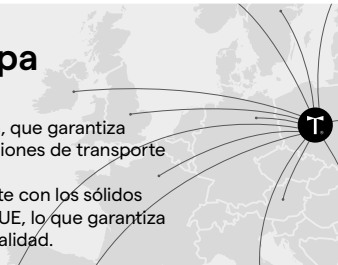 pa
, que garantiza
iones de transporte
te con los sólidos
UE, lo que garantiza
alidad.
T.